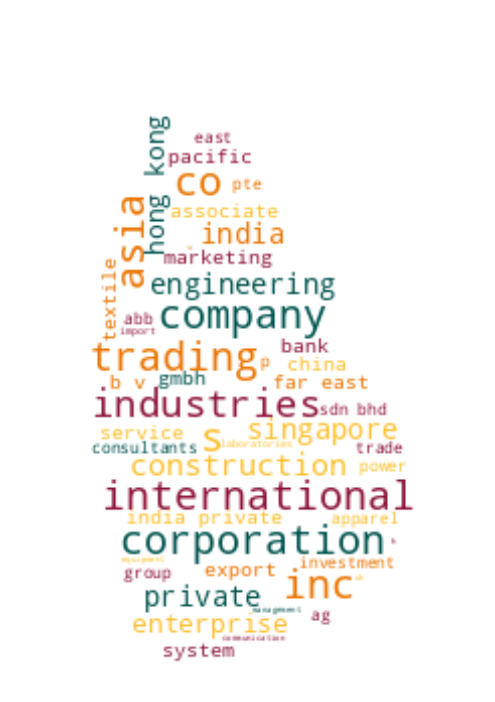 kong
east
pacific
co pte
asia
hong
associate
india
marketing
textile
engineering
abb company
import
trading p bank
china
b v gmbh far east
industries sdn bhd
service s singapore
consultants laboratories trade
construction power
international
india private apparel
corporation
equipment investment
group export inc
private
management ag
enterprise
communication
system